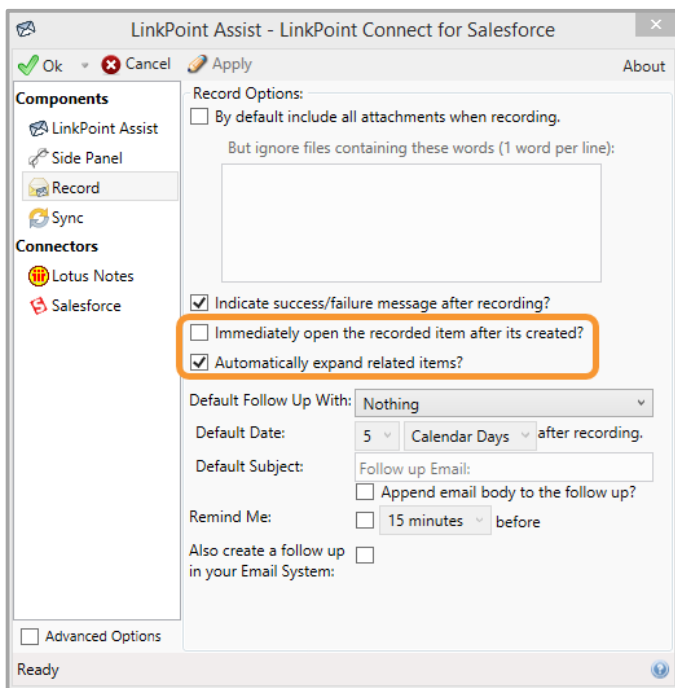 LinkPoint Assist - LinkPoint Connect for Salesforce
Ok Cancel Apply About
Components
LinkPoint Assist
Side Panel
Record
Sync
Connectors
Lotus Notes
Salesforce
Record Options:
By default include all attachments when recording.
But ignore files containing these words (1 word per line):
Indicate success/failure message after recording?
Immediately open the recorded item after its created?
Automatically expand related items?
Default Follow Up With: Nothing
Default Date: 5 Calendar Days after recording.
Default Subject: Follow up Email:
Append email body to the follow up?
Remind Me: 15 minutes before
Also create a follow up
in your Email System:
Advanced Options
Ready